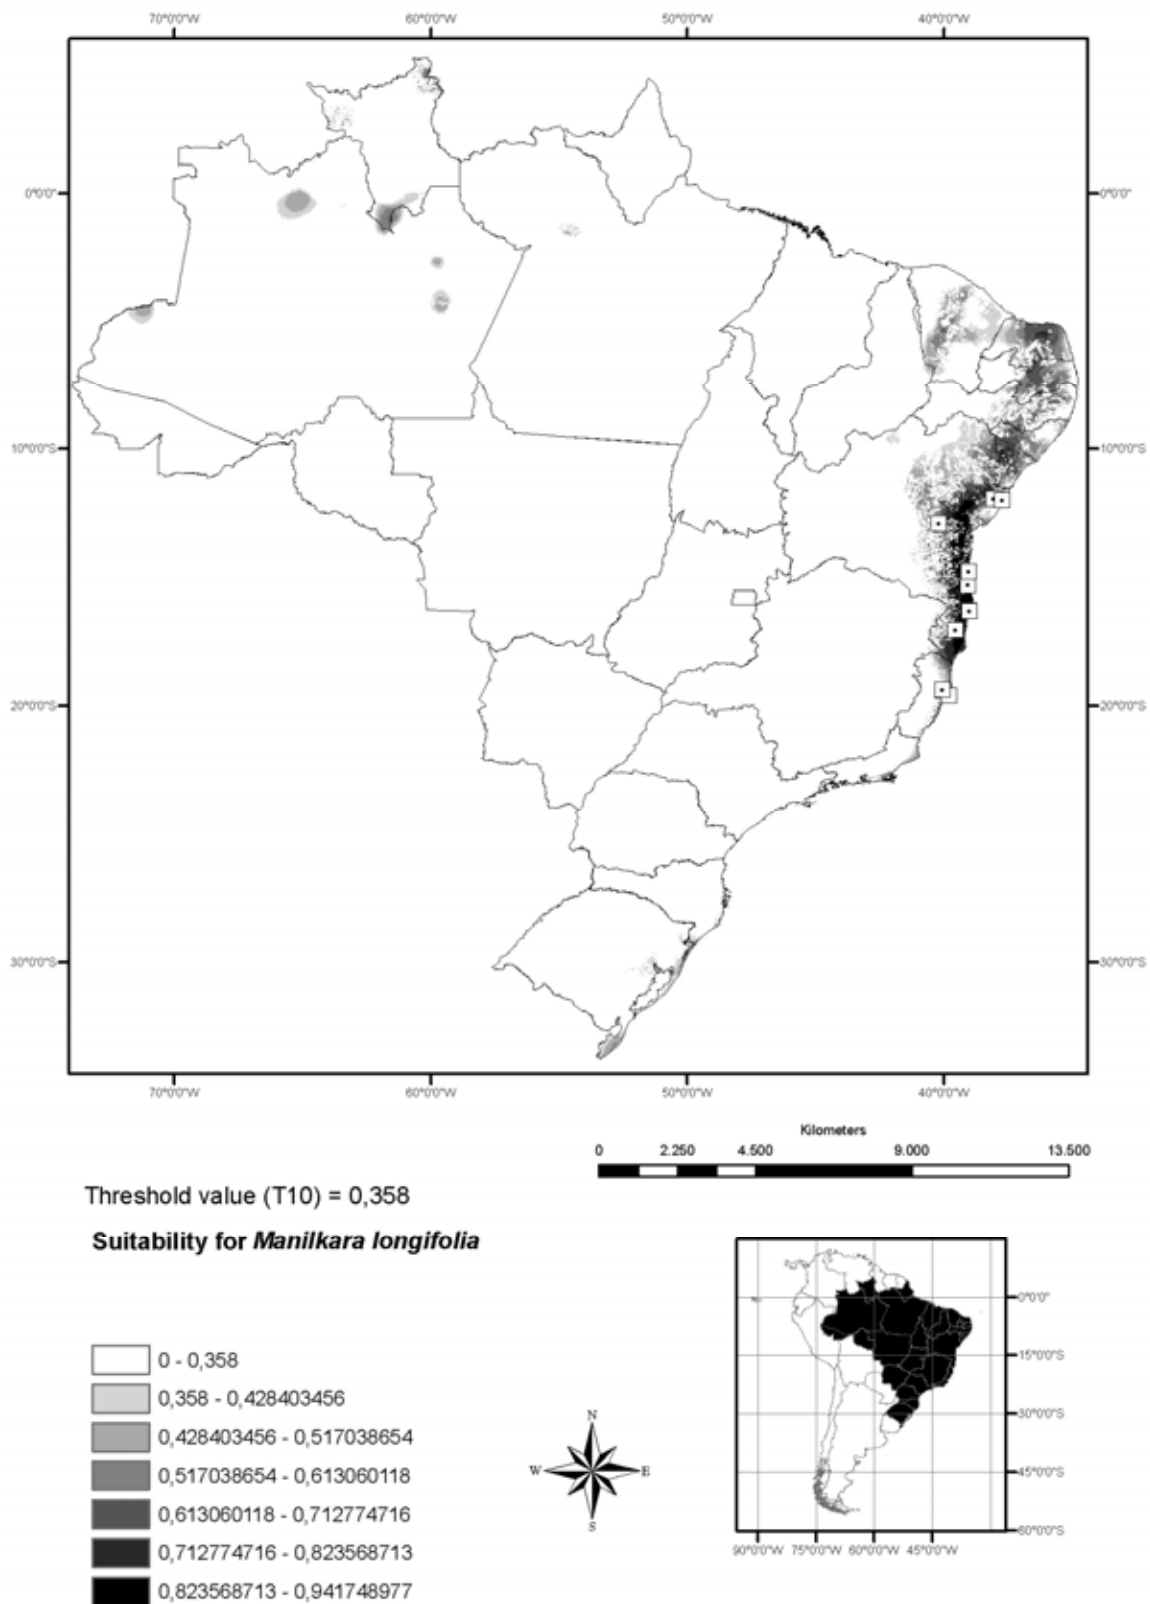 70°0'0"W 60°0'0"W 50°0'0"W 40°0'0"W
0°0'0" 0°0'0"
10°0'0"S 10°0'0"S
20°0'0"S 20°0'0"S
30°0'0"S 30°0'0"S
70°0'0"W 60°0'0"W 50°0'0"W 40°0'0"W
Kilometers
0 2.250 4.500 9.000 13.500
Threshold value (T10) = 0,358
Suitability for Manilkara longifolia
0 - 0,358
0,358 - 0,428403456
0,428403456 - 0,517038654
0,517038654 - 0,613060118
0,613060118 - 0,712774716
0,712774716 - 0,823568713
0,823568713 - 0,941748977
N
W E
S
0°0'0"
15°0'0"S
30°0'0"S
45°0'0"S
60°0'0"S
90°0'0"W 75°0'0"W 60°0'0"W 45°0'0"W